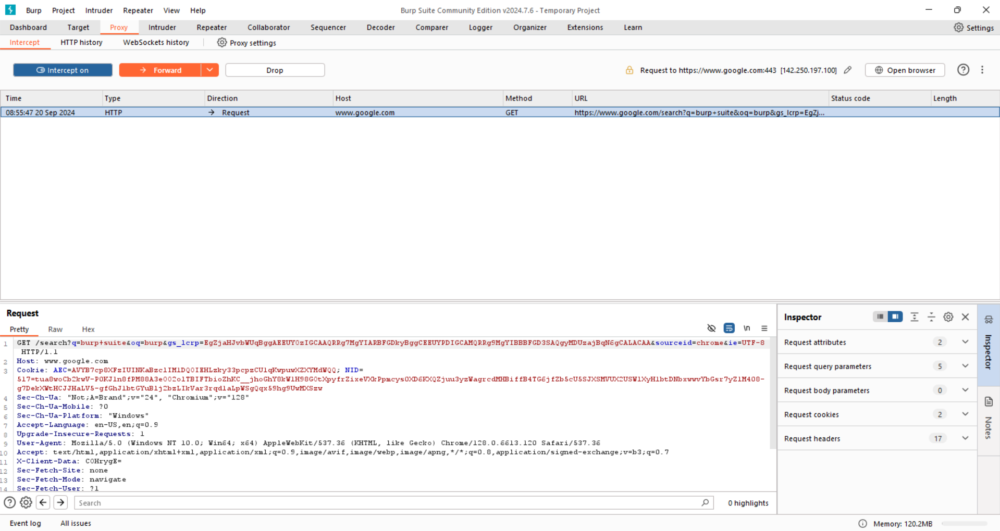 Burp Project Intruder Repeater View Help Burp Suite Community Edition v2024.7.6 - Temporary Project
Dashboard Target Proxy Intruder Repeater Collaborator Sequencer Decoder Comparer Logger Organizer Extensions Learn Settings
Intercept HTTP history WebSockets history Proxy settings
Intercept on Forward Drop Request to https://www.google.com:443 [142.250.197.100] Open browser
Time Type Direction Host Method URL Status code Length
08:55:47 20 Sep 2024 HTTP → Request www.google.com GET https://www.google.com/search?q=burp+suite&oq=burp&gs_lcrp=EgZj...
Request
Pretty Raw Hex \n
1 GET /search?q=burp+suite&oq=burp&gs_lcrp=EgZjaHJvbWUqBggAEEUYOzIGCAAQRRg7MgYIARBFGDkyBggCEEUYPDIGCAMQRRg9MgYIBBBFGD3SAQgyMDUzajBqN6gCALACAA&sourceid=chrome&ie=UTF-8
HTTP/1.1
2 Host: www.google.com
3 Cookie: AEC=AVYB7cp8XFzIUINKaBzclIM1DQ0IEHLzky33pcpzCUlqKwpuwXZXYMdWQQ; NID=
4 Sec-Ch-Ua: "Not;A=Brand";v="24", "Chromium";v="128"
5 Sec-Ch-Ua-Mobile: ?0
6 Sec-Ch-Ua-Platform: "Windows"
7 Accept-Language: en-US,en;q=0.9
8 Upgrade-Insecure-Requests: 1
9 User-Agent: Mozilla/5.0 (Windows NT 10.0; Win64; x64) AppleWebKit/537.36 (KHTML, like Gecko) Chrome/128.0.6613.120 Safari/537.36
10 Accept: text/html,application/xhtml+xml,application/xml;q=0.9,image/avif,image/webp,image/apng,*/*;q=0.8,application/signed-exchange;v=b3;q=0.7
11 X-Client-Data: COHrygE=
12 Sec-Fetch-Site: none
13 Sec-Fetch-Mode: navigate
14 Sec-Fetch-User: ?1
Search 0 highlights
Inspector
Request attributes 2
Request query parameters 5
Request body parameters 0
Request cookies 2
Request headers 17
Inspector
Notes
Event log All issues Memory: 120.2MB